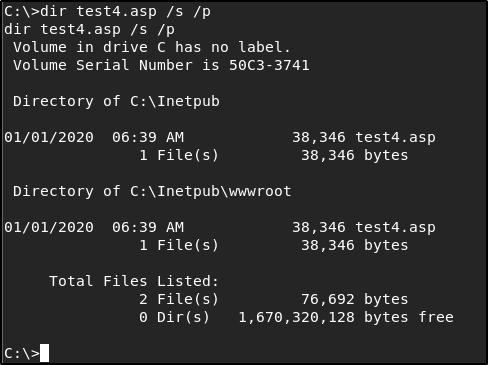 C:\>dir test4.asp /s /p
dir test4.asp /s /p
 Volume in drive C has no label.
 Volume Serial Number is 50C3-3741

 Directory of C:\Inetpub

01/01/2020  06:39 AM            38,346 test4.asp
               1 File(s)         38,346 bytes

 Directory of C:\Inetpub\wwwroot

01/01/2020  06:39 AM            38,346 test4.asp
               1 File(s)         38,346 bytes

     Total Files Listed:
               2 File(s)         76,692 bytes
               0 Dir(s)   1,670,320,128 bytes free

C:\>